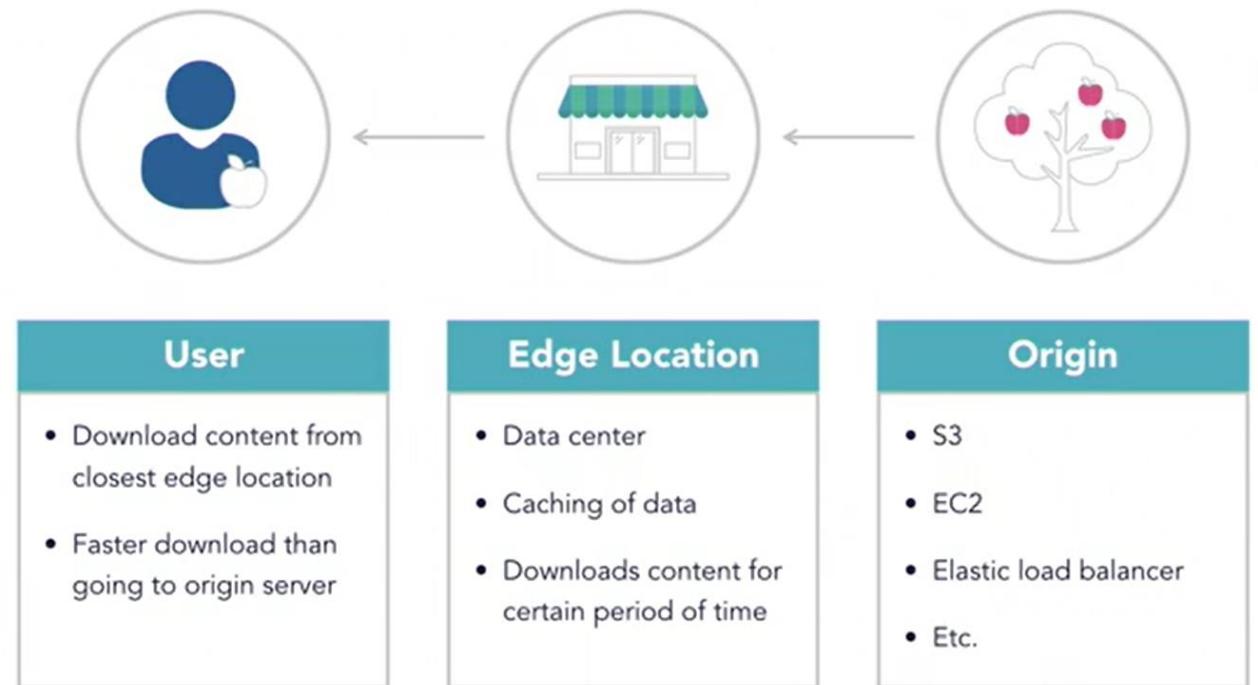 User
• Download content from
closest edge location
• Faster download than
going to origin server
Edge Location
• Data center
• Caching of data
• Downloads content for
certain period of time
Origin
• S3
• EC2
• Elastic load balancer
• Etc.